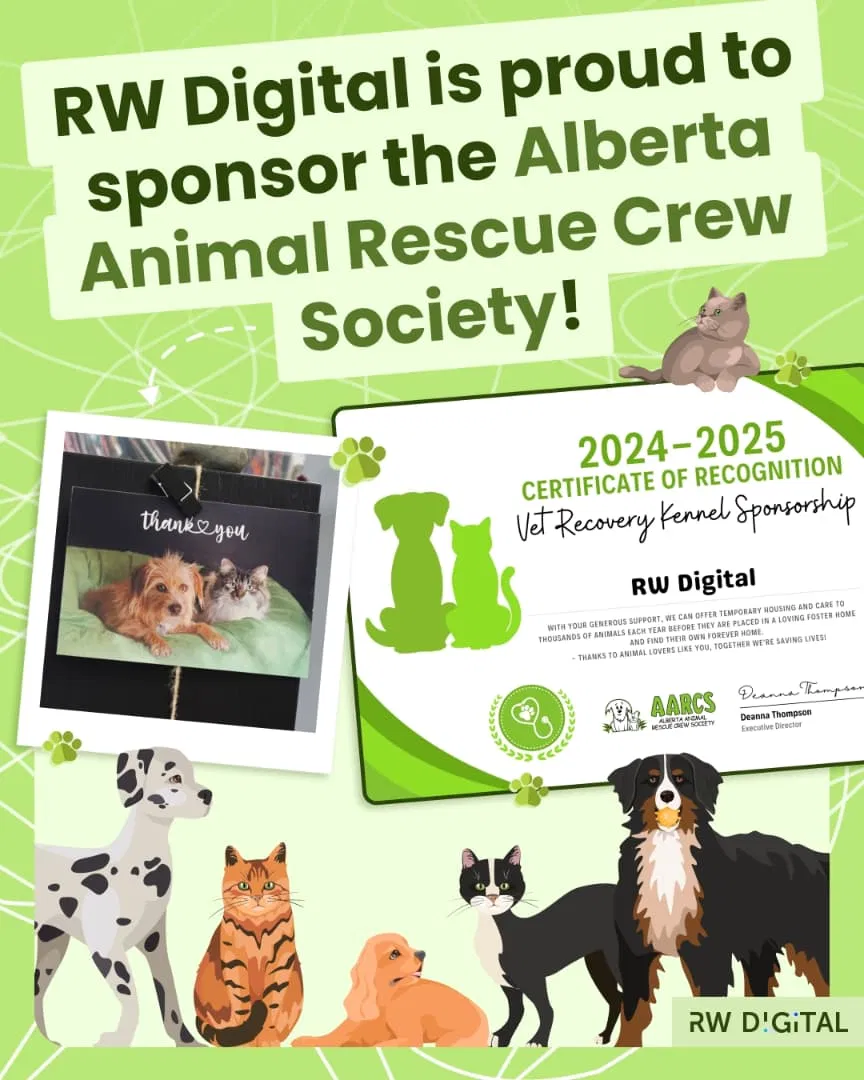 RW Digital is proud to
sponsor the Alberta
Animal Rescue Crew
Society!
thank you
2024–2025
CERTIFICATE OF RECOGNITION
Vet Recovery Kennel Sponsorship
RW Digital
WITH YOUR GENEROUS SUPPORT, WE CAN OFFER TEMPORARY HOUSING AND CARE TO
THOUSANDS OF ANIMALS EACH YEAR BEFORE THEY ARE PLACED IN A LOVING FOSTER HOME
AND FIND THEIR OWN FOREVER HOME.
– THANKS TO ANIMAL LOVERS LIKE YOU, TOGETHER WE'RE SAVING LIVES!
AARCS
ALBERTA ANIMAL
RESCUE CREW SOCIETY
Deanna Thompson
Deanna Thompson
Executive Director
RW DIGITAL